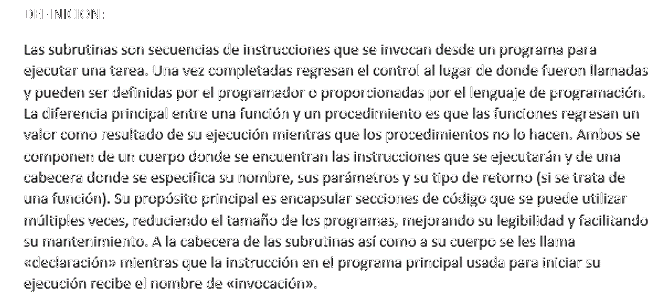 DEFINICION:
Las subrutinas son secuencias de instrucciones que se invocan desde un programa para
ejecutar una tarea. Una vez completadas regresan el control al lugar de donde fueron llamadas
y pueden ser definidas por el programador o proporcionadas por el lenguaje de programación.
La diferencia principal entre una función y un procedimiento es que las funciones regresan un
valor como resultado de su ejecución mientras que los procedimientos no lo hacen. Ambos se
componen de un cuerpo donde se encuentran las instrucciones que se ejecutarán y de una
cabecera donde se especifica su nombre, sus parámetros y su tipo de retorno (si se trata de
una función). Su propósito principal es encapsular secciones de código que se puede utilizar
múltiples veces, reduciendo el tamaño de los programas, mejorando su legibilidad y facilitando
su mantenimiento. A la cabecera de las subrutinas así como a su cuerpo se les llama
«declaración» mientras que la instrucción en el programa principal usada para iniciar su
ejecución recibe el nombre de «invocación».